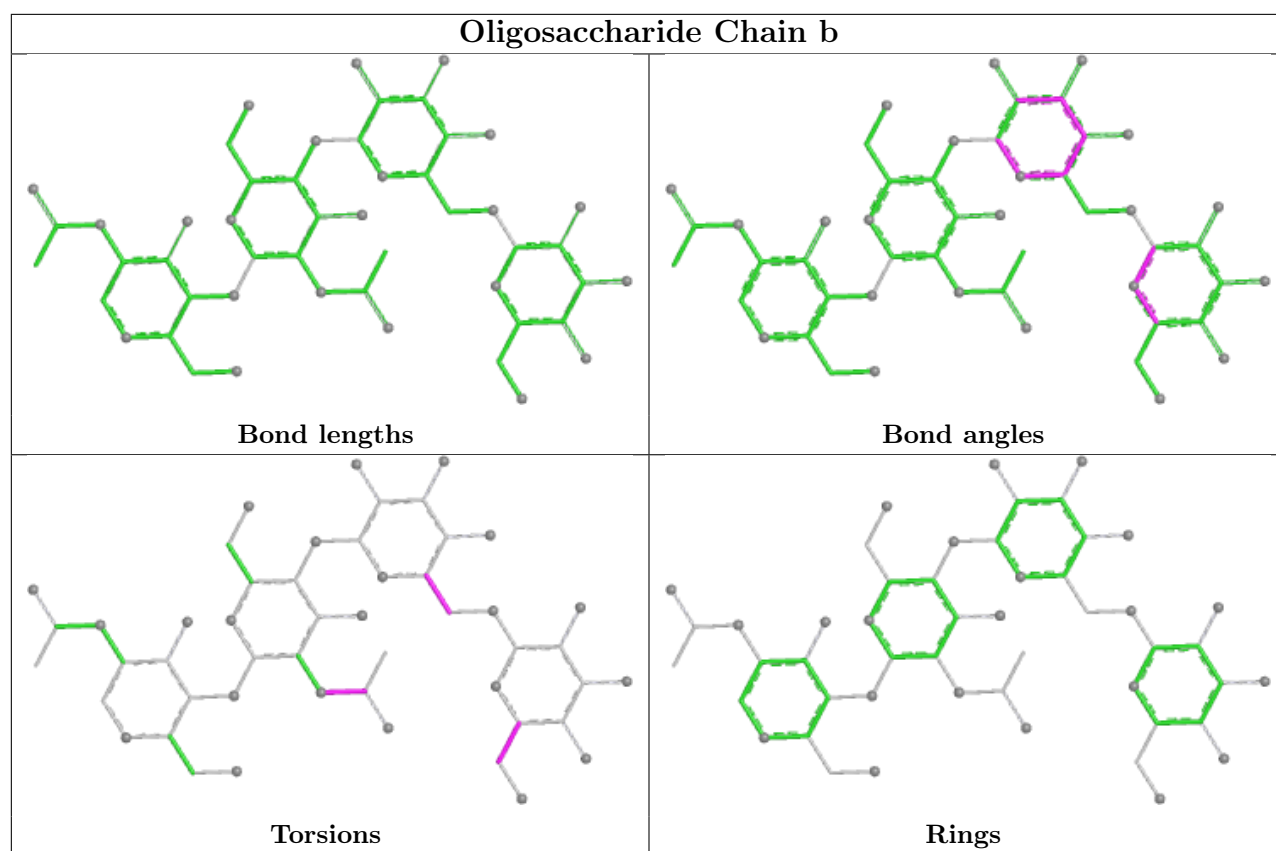 Oligosaccharide Chain b
Bond lengths
Bond angles
Torsions
Rings